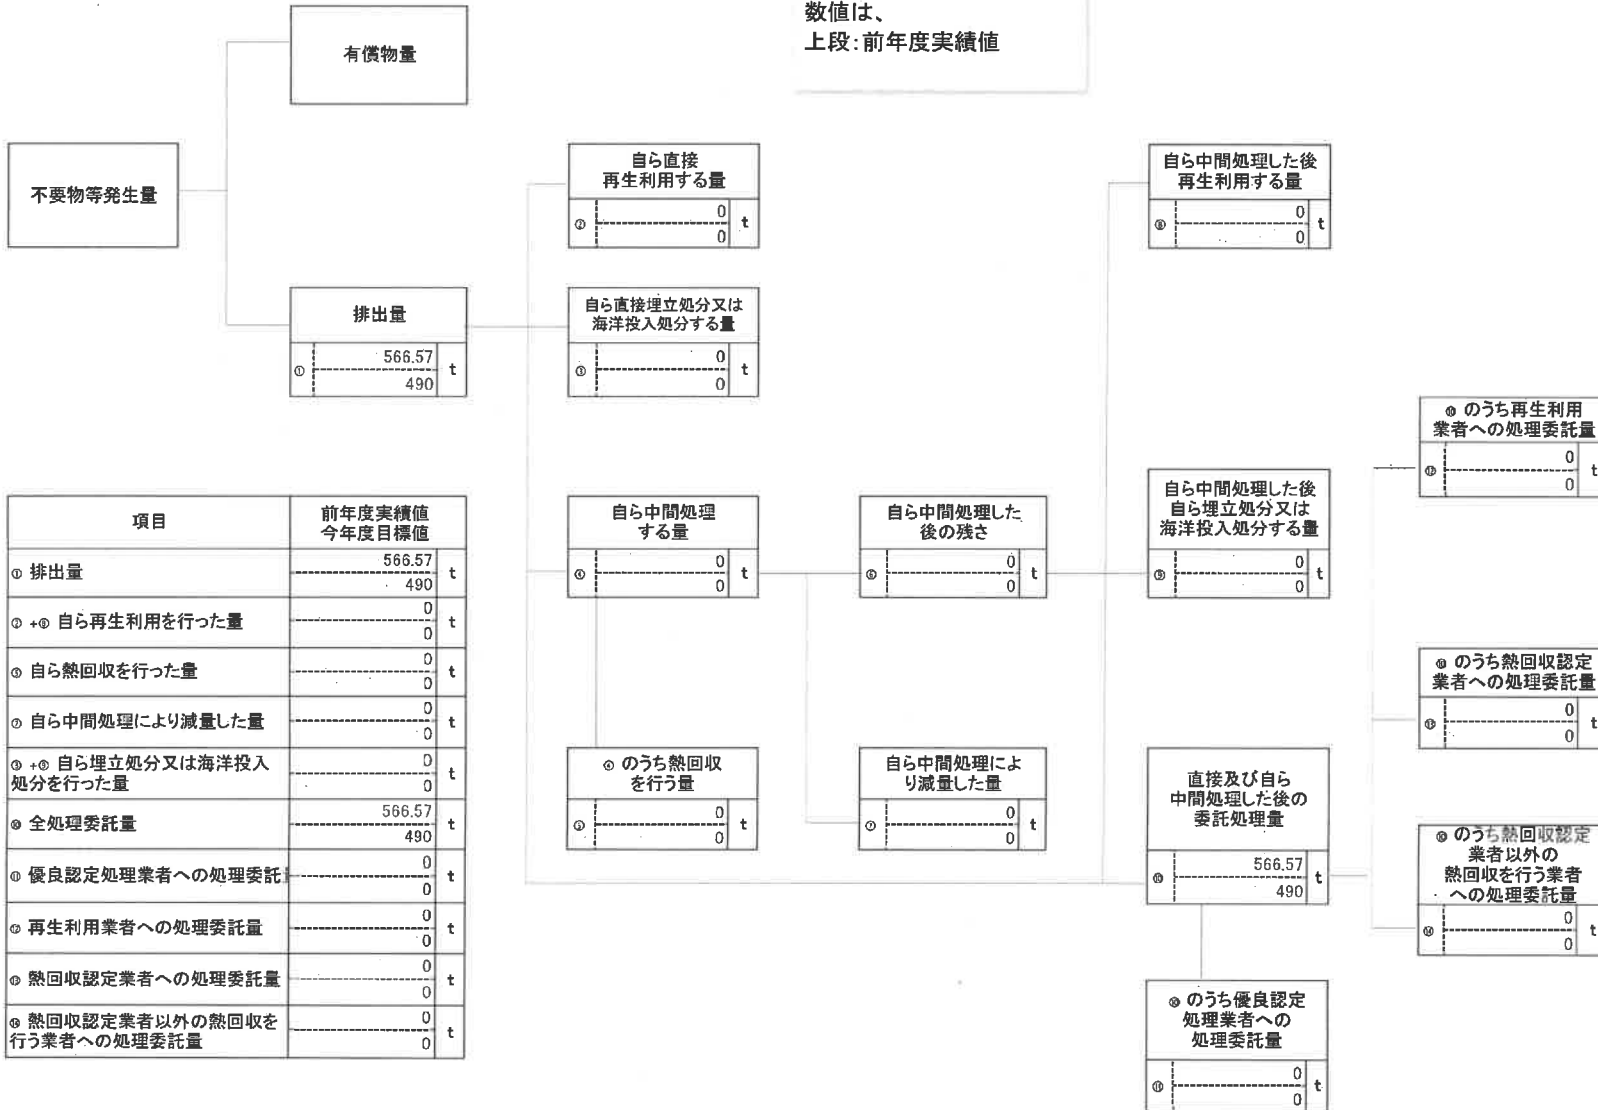 数値は、
上段：前年度実績値
有償物量
不要物等発生量
排出量
① 566.57 t
490
自ら直接
再生利用する量
② 0 t
0
自ら直接埋立処分又は
海洋投入処分する量
③ 0 t
0
自ら中間処理した後
再生利用する量
⑧ 0 t
0
自ら中間処理
する量
④ 0 t
0
自ら中間処理した
後の残さ
⑥ 0 t
0
自ら中間処理した後
自ら埋立処分又は
海洋投入処分する量
⑨ 0 t
0
⑩ のうち再生利用
業者への処理委託量
⑫ 0 t
0
⑩ のうち熱回収認定
業者への処理委託量
⑬ 0 t
0
④ のうち熱回収
を行う量
⑤ 0 t
0
自ら中間処理によ
り減量した量
⑦ 0 t
0
直接及び自ら
中間処理した後の
委託処理量
⑩ 566.57 t
490
⑩ のうち熱回収認定
業者以外の
熱回収を行う業者
への処理委託量
⑭ 0 t
0
⑩ のうち優良認定
処理業者への
処理委託量
⑪ 0 t
0
項目
前年度実績値
今年度目標値
① 排出量 566.57 t
490
② +⑧ 自ら再生利用を行った量 0 t
0
⑤ 自ら熱回収を行った量 0 t
0
⑦ 自ら中間処理により減量した量 0 t
0
③ +⑨ 自ら埋立処分又は海洋投入
処分を行った量 0 t
0
⑩ 全処理委託量 566.57 t
490
⑪ 優良認定処理業者への処理委託 0 t
0
⑫ 再生利用業者への処理委託量 0 t
0
⑬ 熱回収認定業者への処理委託量 0 t
0
⑭ 熱回収認定業者以外の熱回収を
行う業者への処理委託量 0 t
0